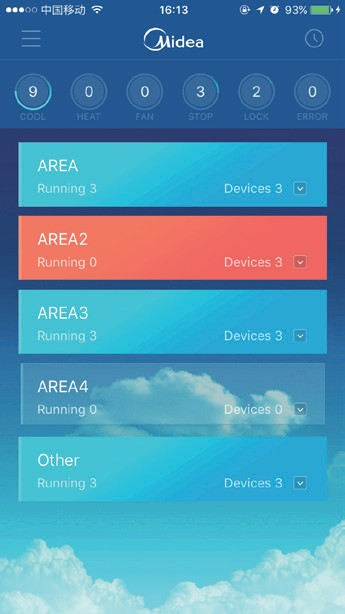 中国移动 16:13 93%
Midea
9 0 0 3 2 0
COOL HEAT FAN STOP LOCK ERROR
AREA
Running 3 Devices 3
AREA2
Running 0 Devices 3
AREA3
Running 3 Devices 3
AREA4
Running 0 Devices 0
Other
Running 3 Devices 3